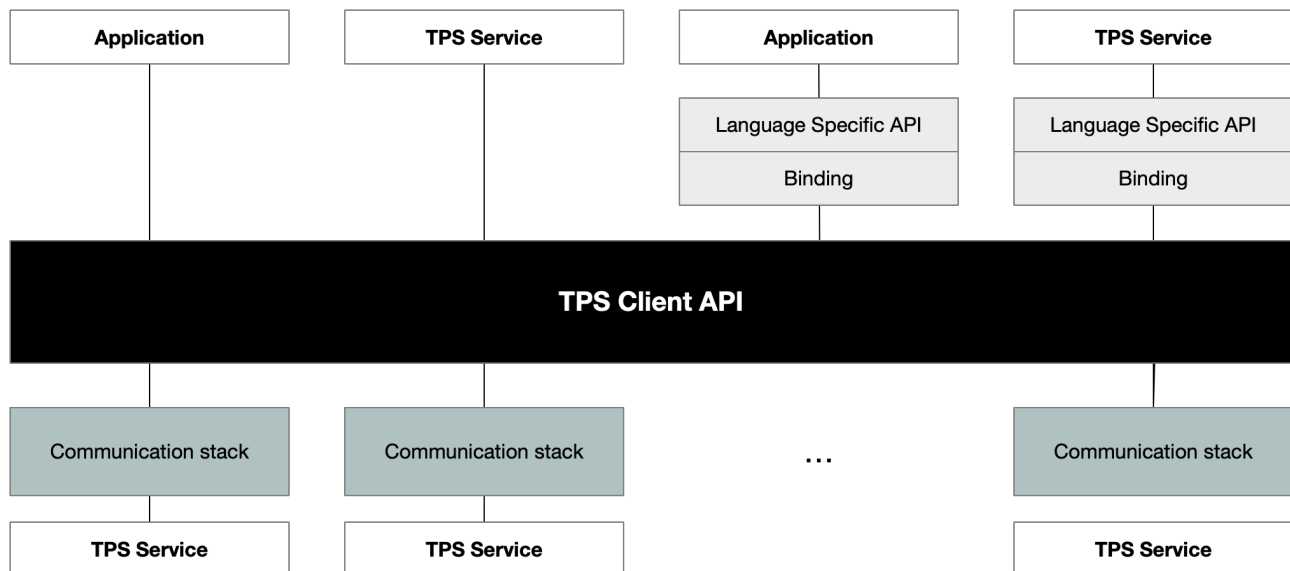 Application
TPS Service
Application
TPS Service
Language Specific API
Language Specific API
Binding
Binding
TPS Client API
Communication stack
Communication stack
...
Communication stack
TPS Service
TPS Service
TPS Service